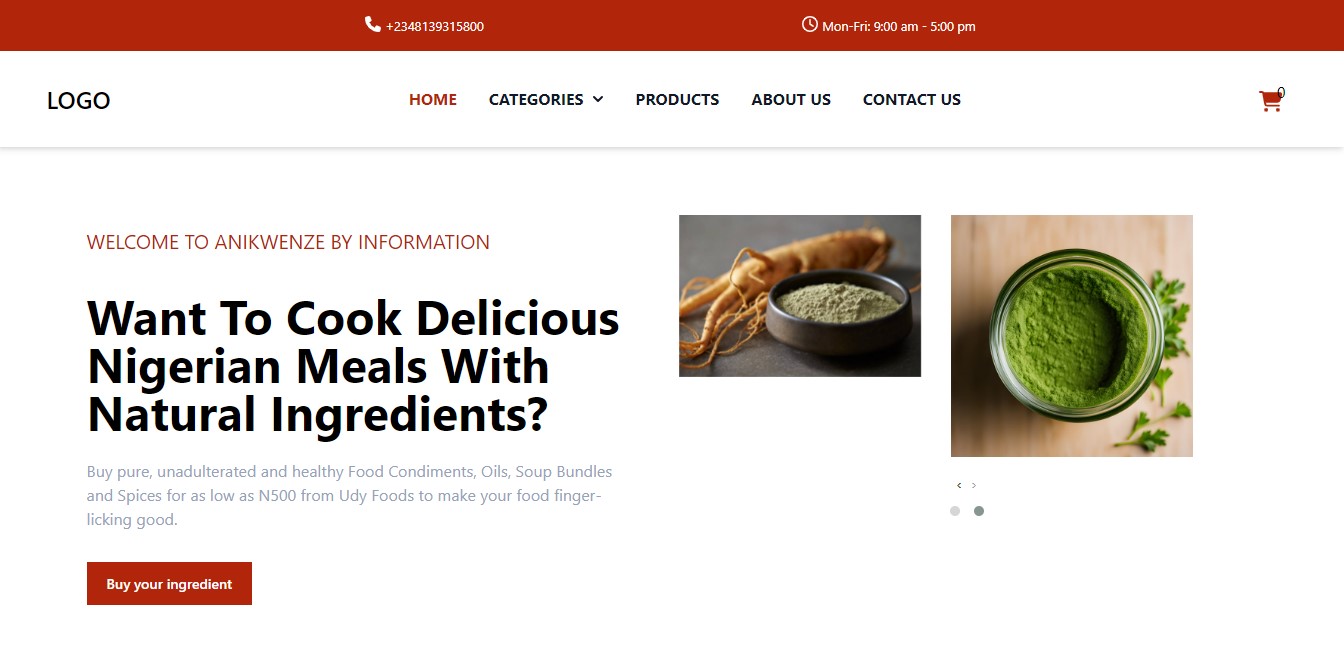 +2348139315800
Mon-Fri: 9:00 am - 5:00 pm
LOGO
HOME
CATEGORIES
PRODUCTS
ABOUT US
CONTACT US
0
WELCOME TO ANIKWENZE BY INFORMATION
Want To Cook Delicious
Nigerian Meals With
Natural Ingredients?
Buy pure, unadulterated and healthy Food Condiments, Oils, Soup Bundles
and Spices for as low as N500 from Udy Foods to make your food finger-
licking good.
Buy your ingredient